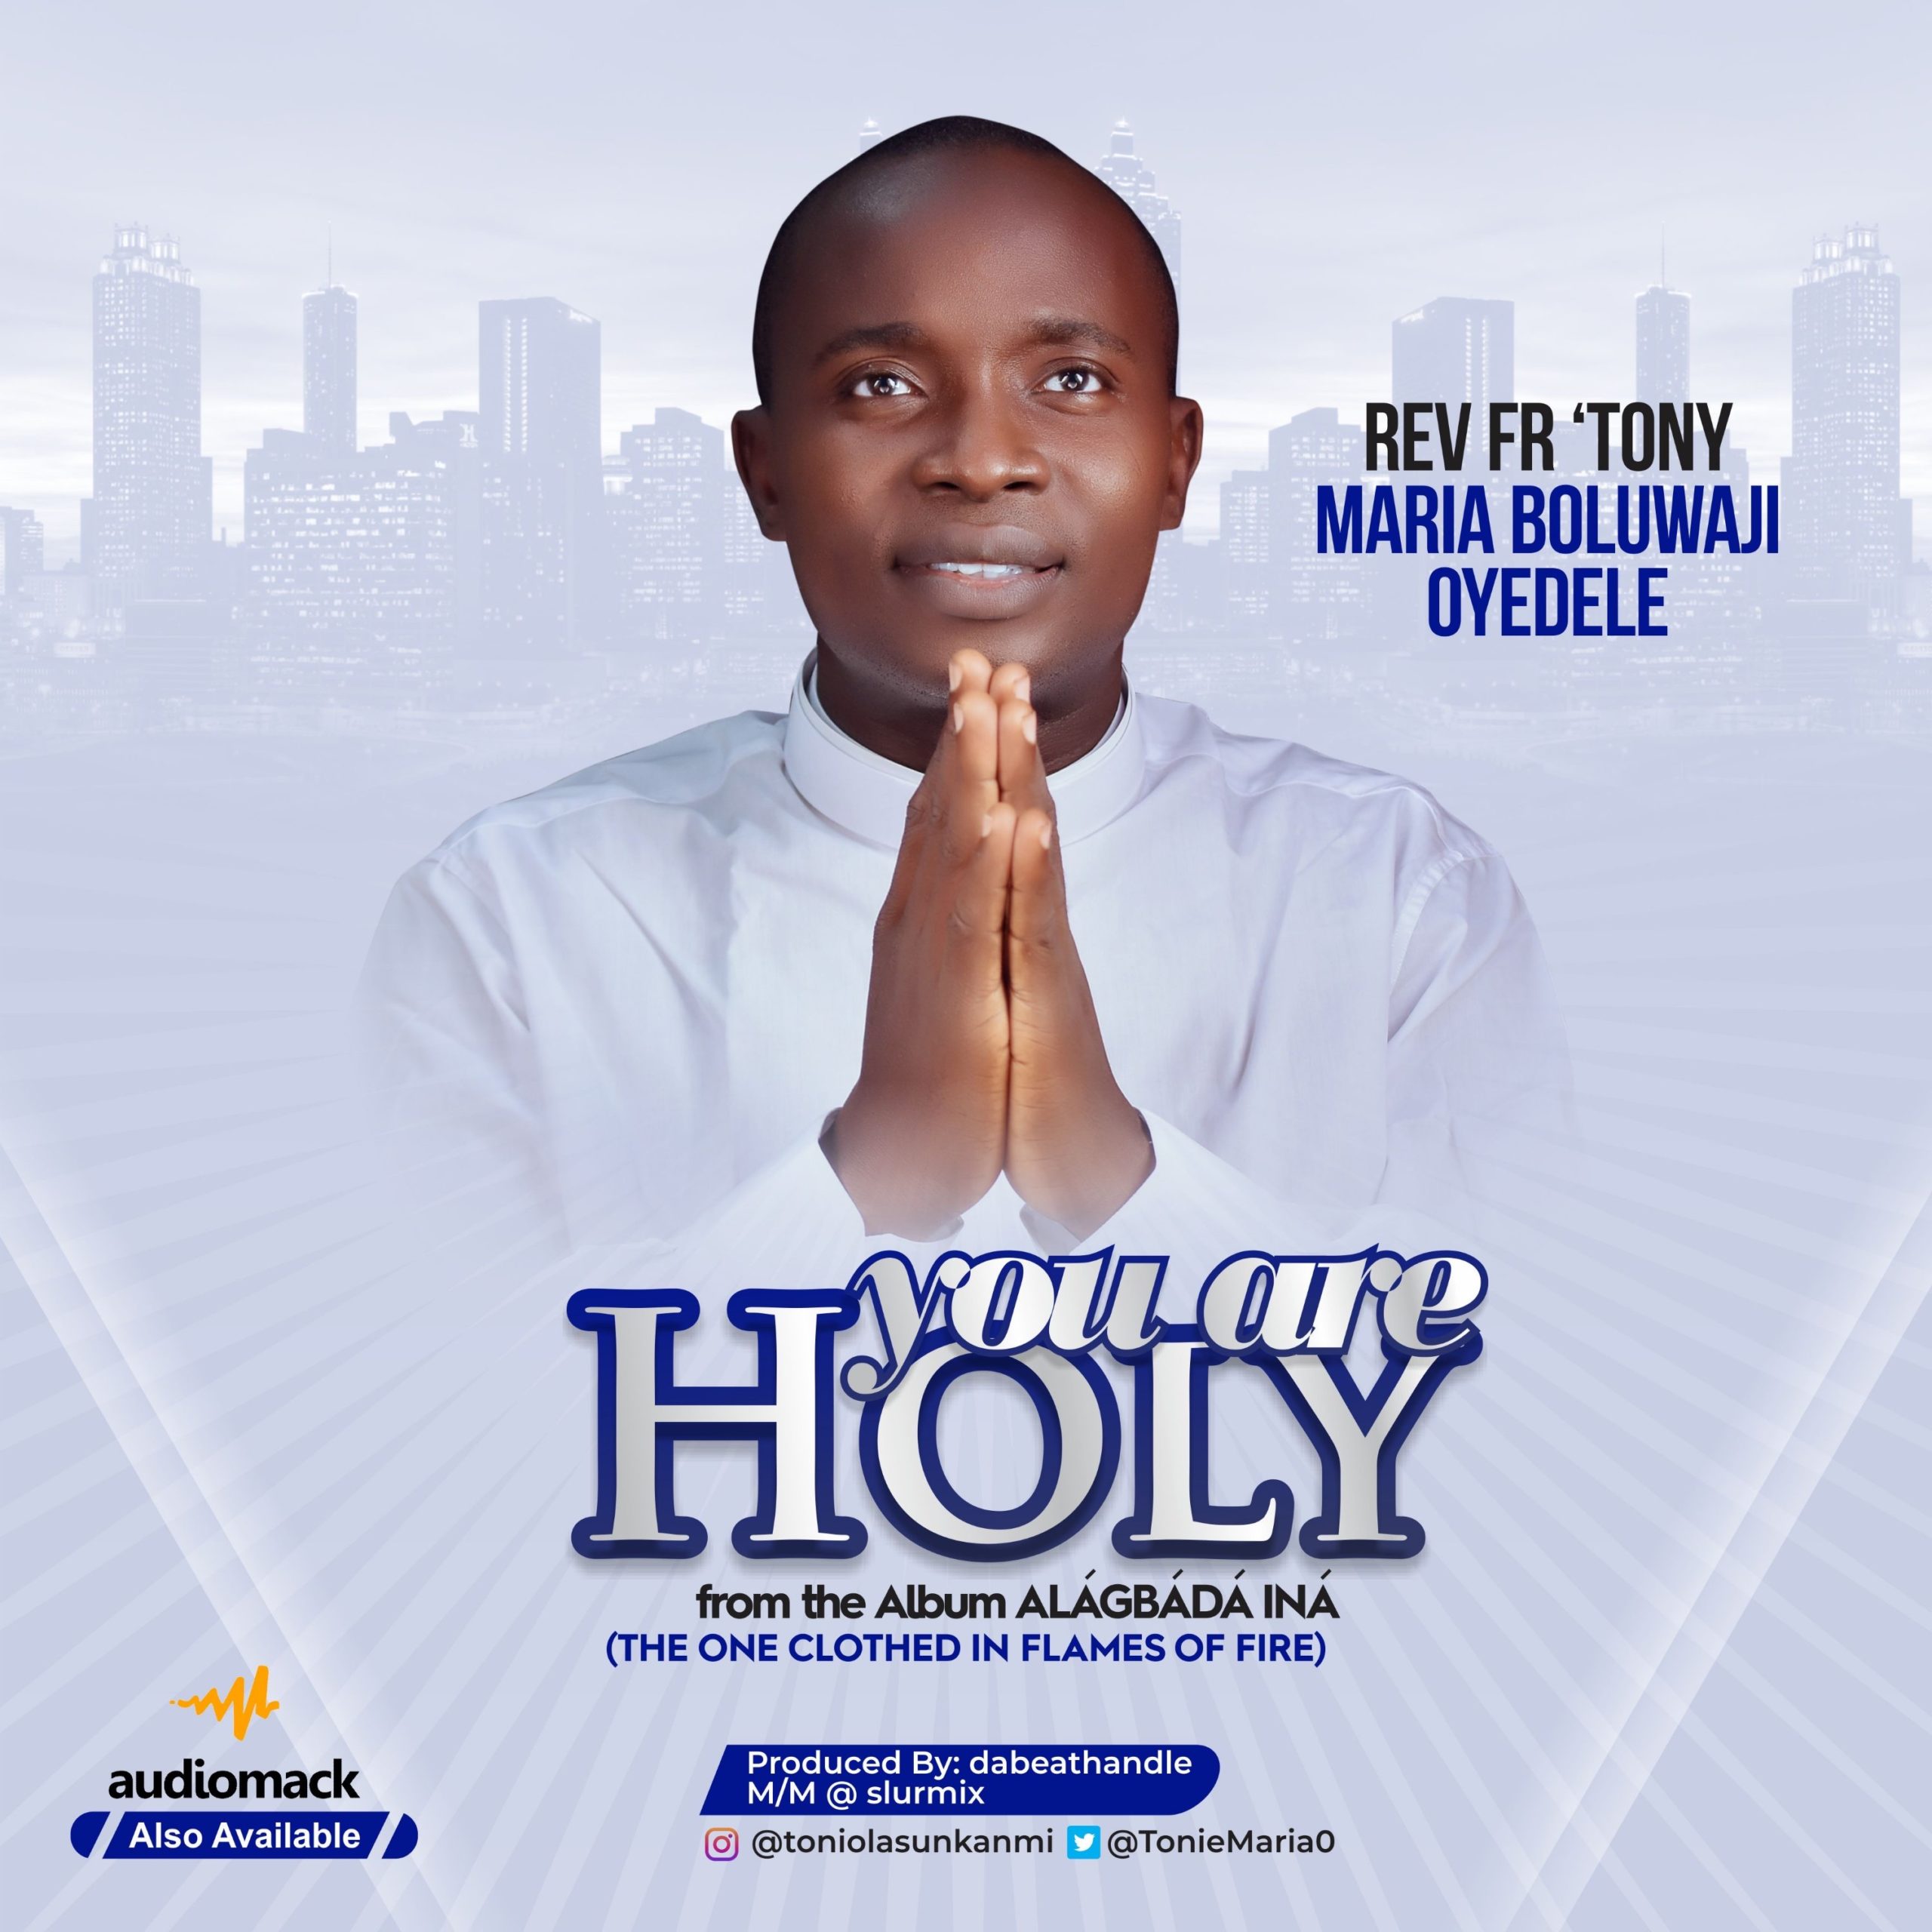 REV FR ‘TONY
MARIA BOLUWAJI
OYEDELE
you are
HOLY
from the Album ALÁGBÁDÁ INÁ
(THE ONE CLOTHED IN FLAMES OF FIRE)
audiomack
Also Available
Produced By: dabeathandle
M/M @ slurmix
@toniolasunkanmi @TonieMaria0